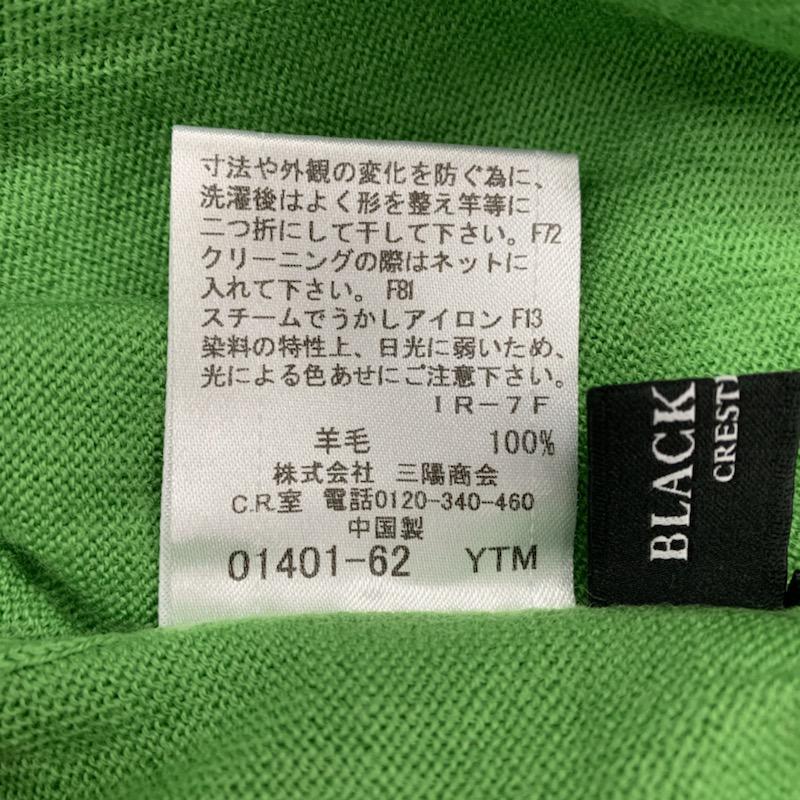 寸法や外観の変化を防ぐ為に、
洗濯後はよく形を整え竿等に
二つ折にして干して下さい。F72
クリーニングの際はネットに
入れて下さい。 F81
スチームでうかしアイロン F13
染料の特性上、日光に弱いため、
光による色あせにご注意下さい。
IR-7F
羊毛 100%
株式会社 三陽商会
C.R.室 電話0120-340-460
中国製
01401-62 YTM
BLACK
CREST